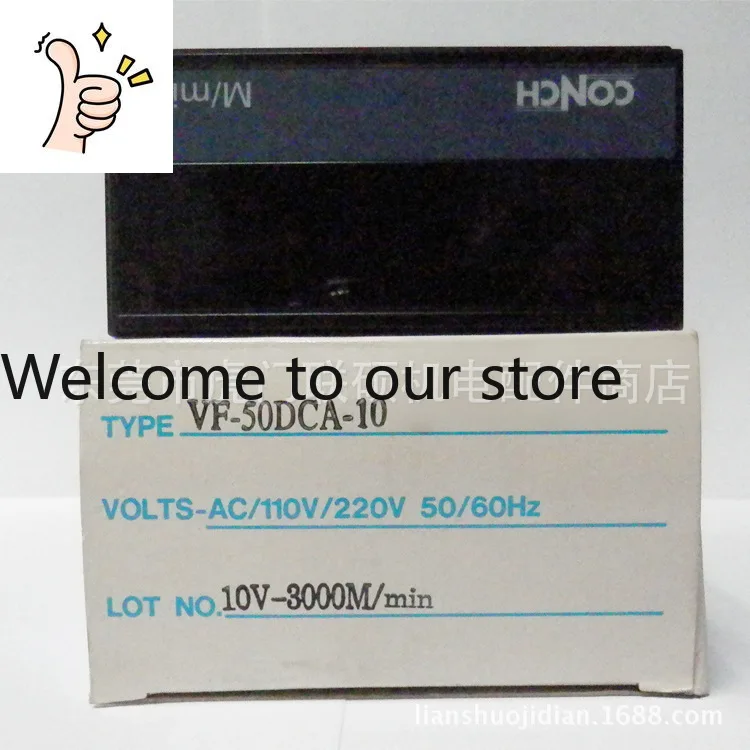 M/mi
CONCH
Welcome to our store
TYPE VF-50DCA-10
VOLTS-AC/110V/220V 50/60Hz
LOT NO. 10V-3000M/min
lianshuojidian.1688.com